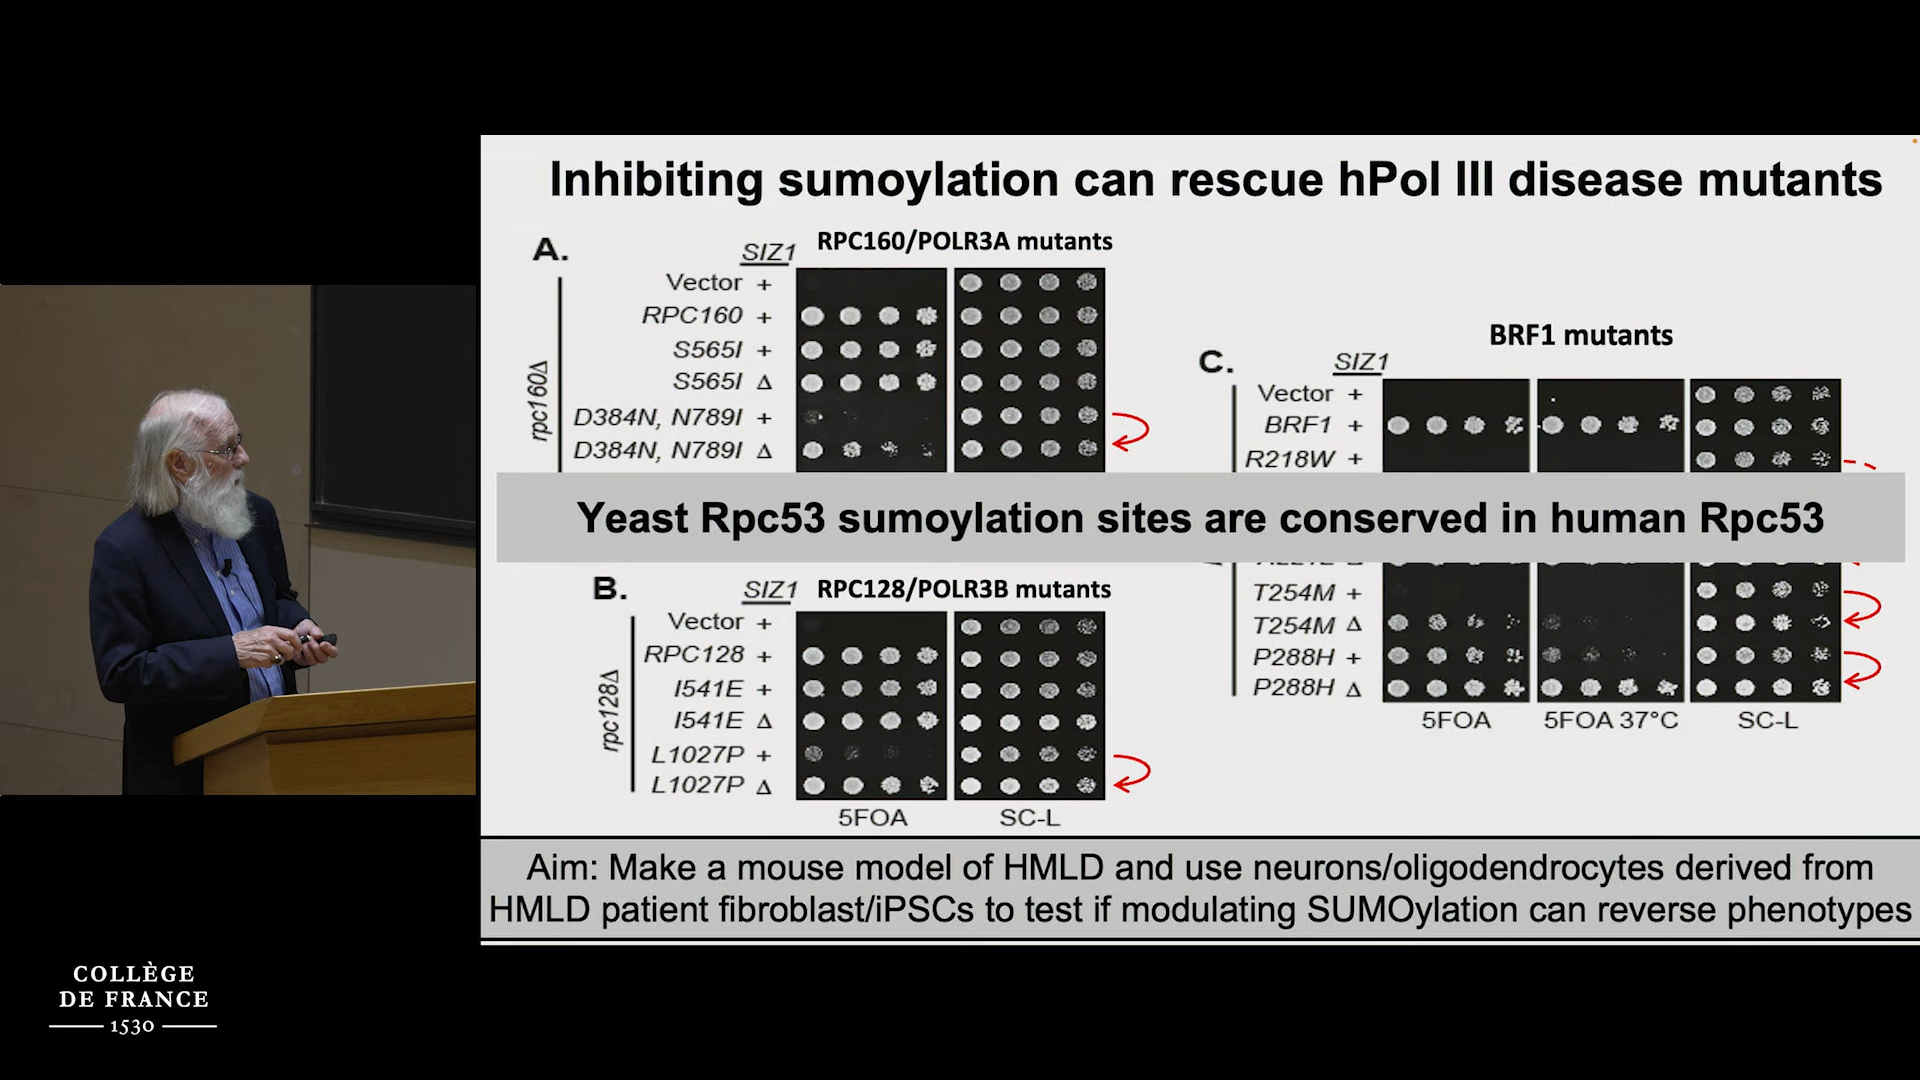 Inhibiting sumoylation can rescue hPol III disease mutants
A.
SIZ1
RPC160/POLR3A mutants
rpc160Δ
Vector +
RPC160 +
S565I +
S565I Δ
D384N, N789I +
D384N, N789I Δ
BRF1 mutants
C.
SIZ1
Vector +
BRF1 +
R218W +
Yeast Rpc53 sumoylation sites are conserved in human Rpc53
T254M +
T254M Δ
P288H +
P288H Δ
5FOA
5FOA 37°C
SC-L
B.
SIZ1
RPC128/POLR3B mutants
rpc128Δ
Vector +
RPC128 +
I541E +
I541E Δ
L1027P +
L1027P Δ
5FOA
SC-L
Aim: Make a mouse model of HMLD and use neurons/oligodendrocytes derived from
HMLD patient fibroblast/iPSCs to test if modulating SUMOylation can reverse phenotypes
COLLÈGE
DE FRANCE
1530